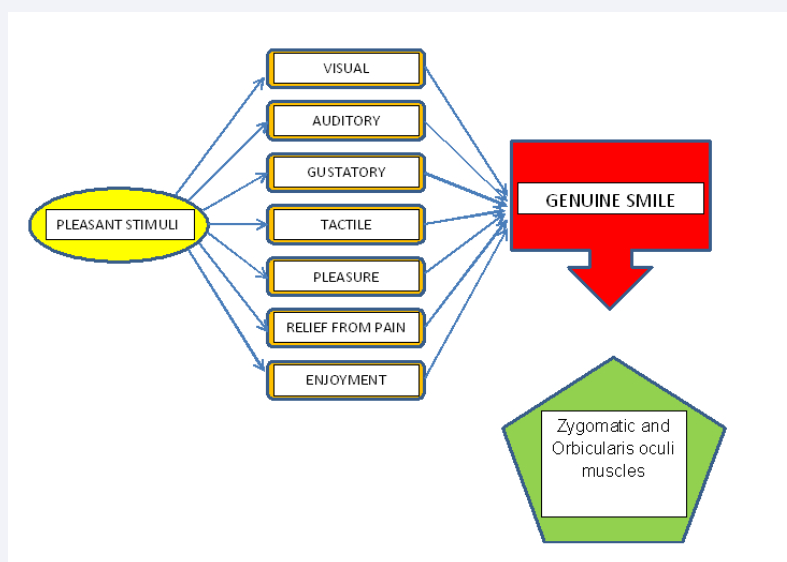 VISUAL
AUDITORY
GUSTATORY
PLEASANT STIMULI
TACTILE
PLEASURE
RELIEF FROM PAIN
ENJOYMENT
GENUINE SMILE
Zygomatic and
Orbicularis oculi
muscles